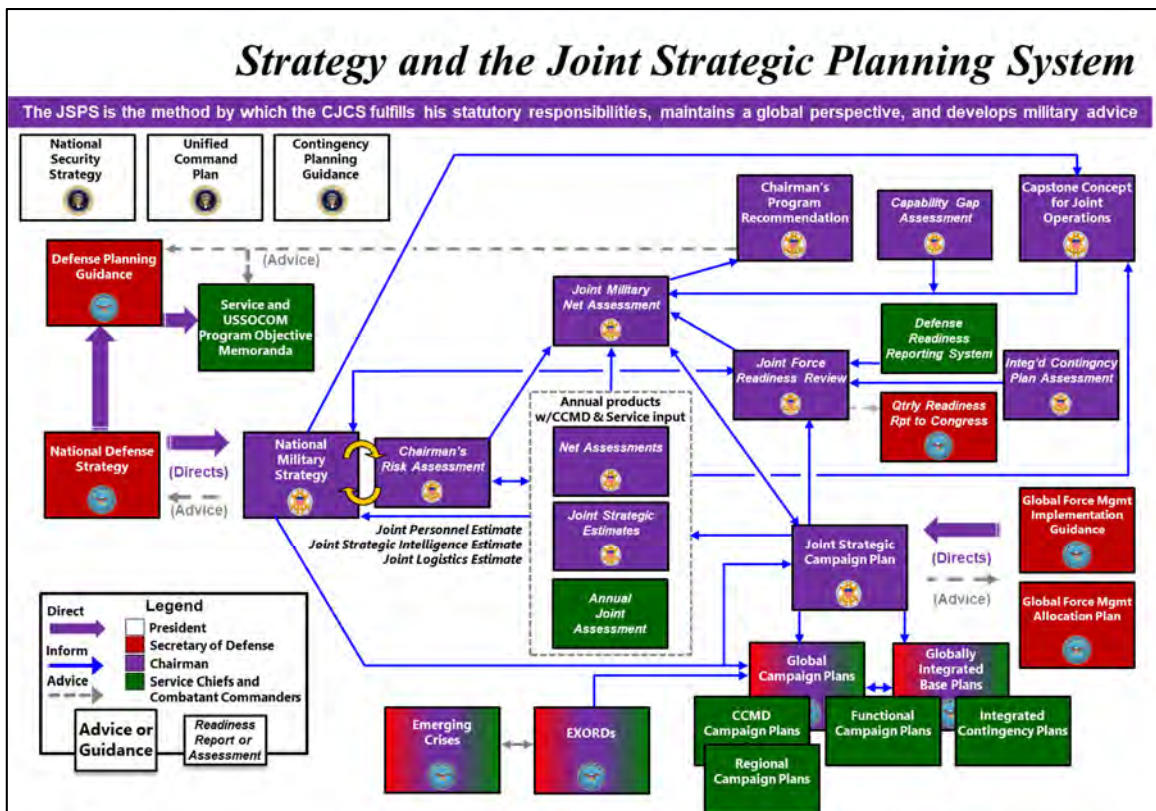 Strategy and the Joint Strategic Planning System
The JSPS is the method by which the CJCS fulfills his statutory responsibilities, maintains a global perspective, and develops military advice
National
Security
Strategy
Unified
Command
Plan
Contingency
Planning
Guidance
Chairman's
Program
Recommendation
Capability Gap
Assessment
Capstone Concept
for Joint
Operations
Defense Planning
Guidance
(Advice)
Service and
USSOCOM
Program Objective
Memoranda
Joint Military
Net Assessment
Defense
Readiness
Reporting System
Joint Force
Readiness Review
Integ'd Contingncy
Plan Assessment
Annual products
w/CCMD & Service input
Qtrly Readiness
Rpt to Congress
National Defense
Strategy
(Directs)
(Advice)
National
Military
Strategy
Chairman's
Risk Assessment
Net Assessments
Joint Strategic
Estimates
Joint Personnel Estimate
Joint Strategic Intelligence Estimate
Joint Logistics Estimate
Annual
Joint
Assessment
Joint Strategic
Campaign Plan
(Directs)
(Advice)
Global Force Mgmt
Implementation
Guidance
Global Force Mgmt
Allocation Plan
Legend
Direct
Inform
Advice
President
Secretary of Defense
Chairman
Service Chiefs and
Combatant Commanders
Advice or
Guidance
Readiness
Report or
Assessment
Emerging
Crises
EXORDs
Global
Campaign Plans
Globally
Integrated
Base Plans
CCMD
Campaign Plans
Functional
Campaign Plans
Integrated
Contingency Plans
Regional
Campaign Plans